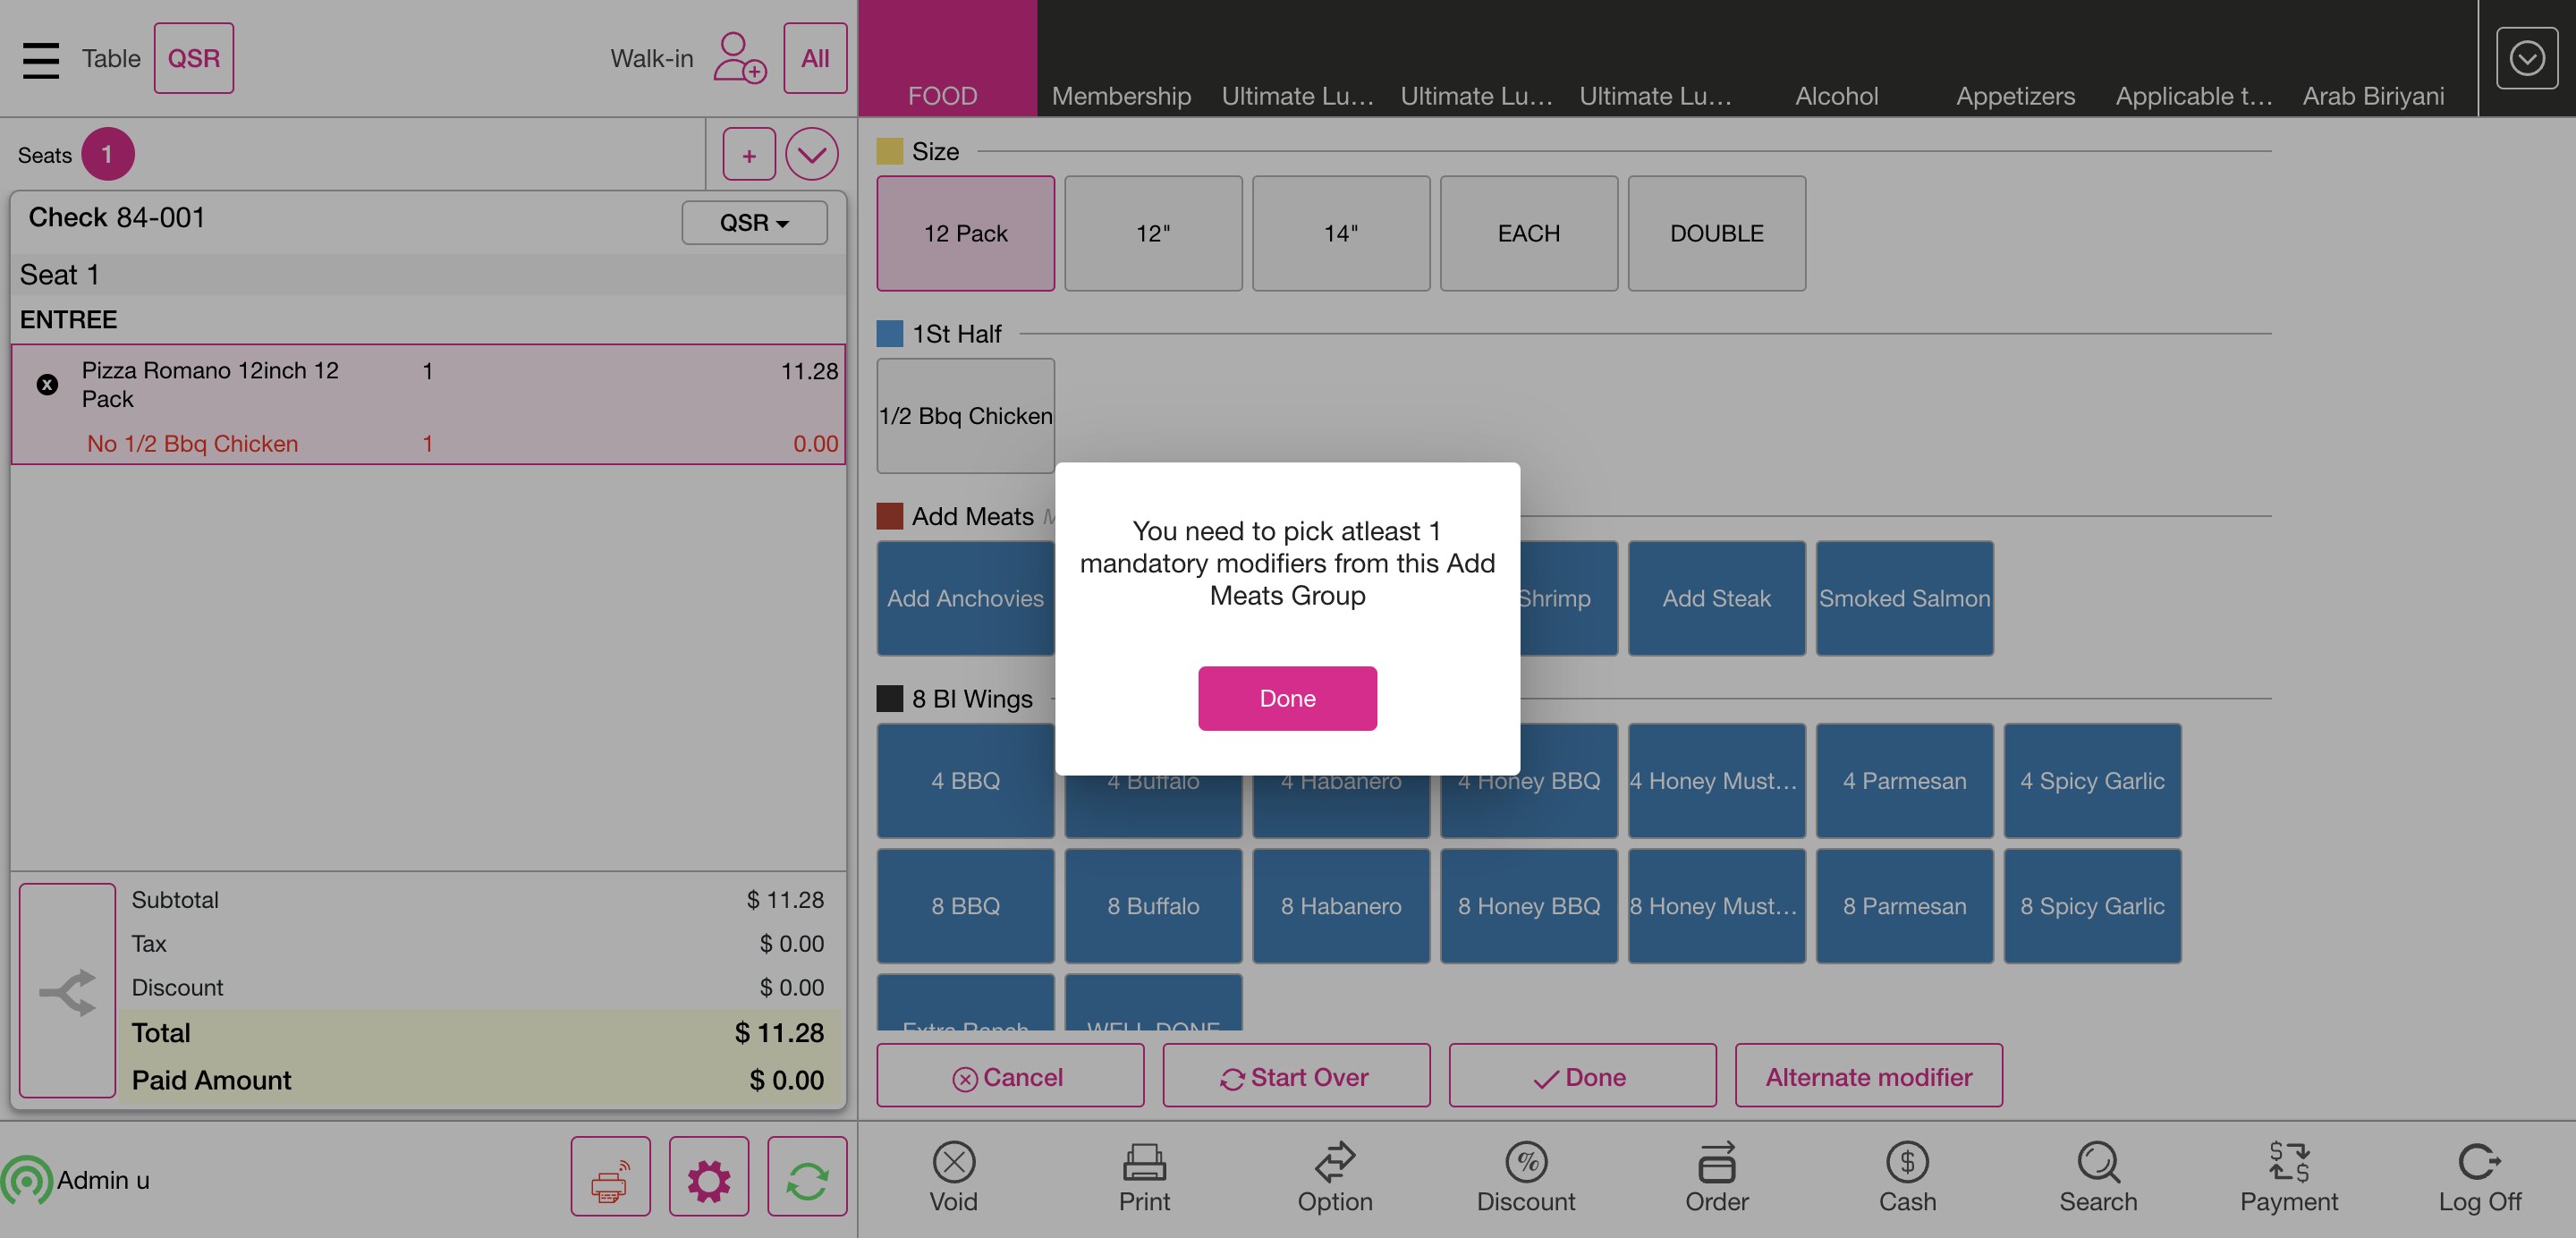 Table
QSR
Walk-in
All
FOOD
Membership
Ultimate Lu...
Ultimate Lu...
Ultimate Lu...
Alcohol
Appetizers
Applicable t...
Arab Biriyani
Seats 1
+
Check 84-001
QSR
Seat 1
ENTREE
Pizza Romano 12inch 12 1 11.28
Pack
No 1/2 Bbq Chicken 1 0.00
Subtotal $ 11.28
Tax $ 0.00
Discount $ 0.00
Total $ 11.28
Paid Amount $ 0.00
Admin u
Size
12 Pack
12"
14"
EACH
DOUBLE
1St Half
1/2 Bbq Chicken
Add Meats
Add Anchovies
Shrimp
Add Steak
Smoked Salmon
You need to pick atleast 1
mandatory modifiers from this Add
Meats Group
Done
8 BI Wings
4 BBQ
4 Buffalo
4 Habanero
4 Honey BBQ
4 Honey Must...
4 Parmesan
4 Spicy Garlic
8 BBQ
8 Buffalo
8 Habanero
8 Honey BBQ
8 Honey Must...
8 Parmesan
8 Spicy Garlic
Extra Ranch
WELL DONE
Cancel
Start Over
Done
Alternate modifier
Void
Print
Option
Discount
Order
Cash
Search
Payment
Log Off